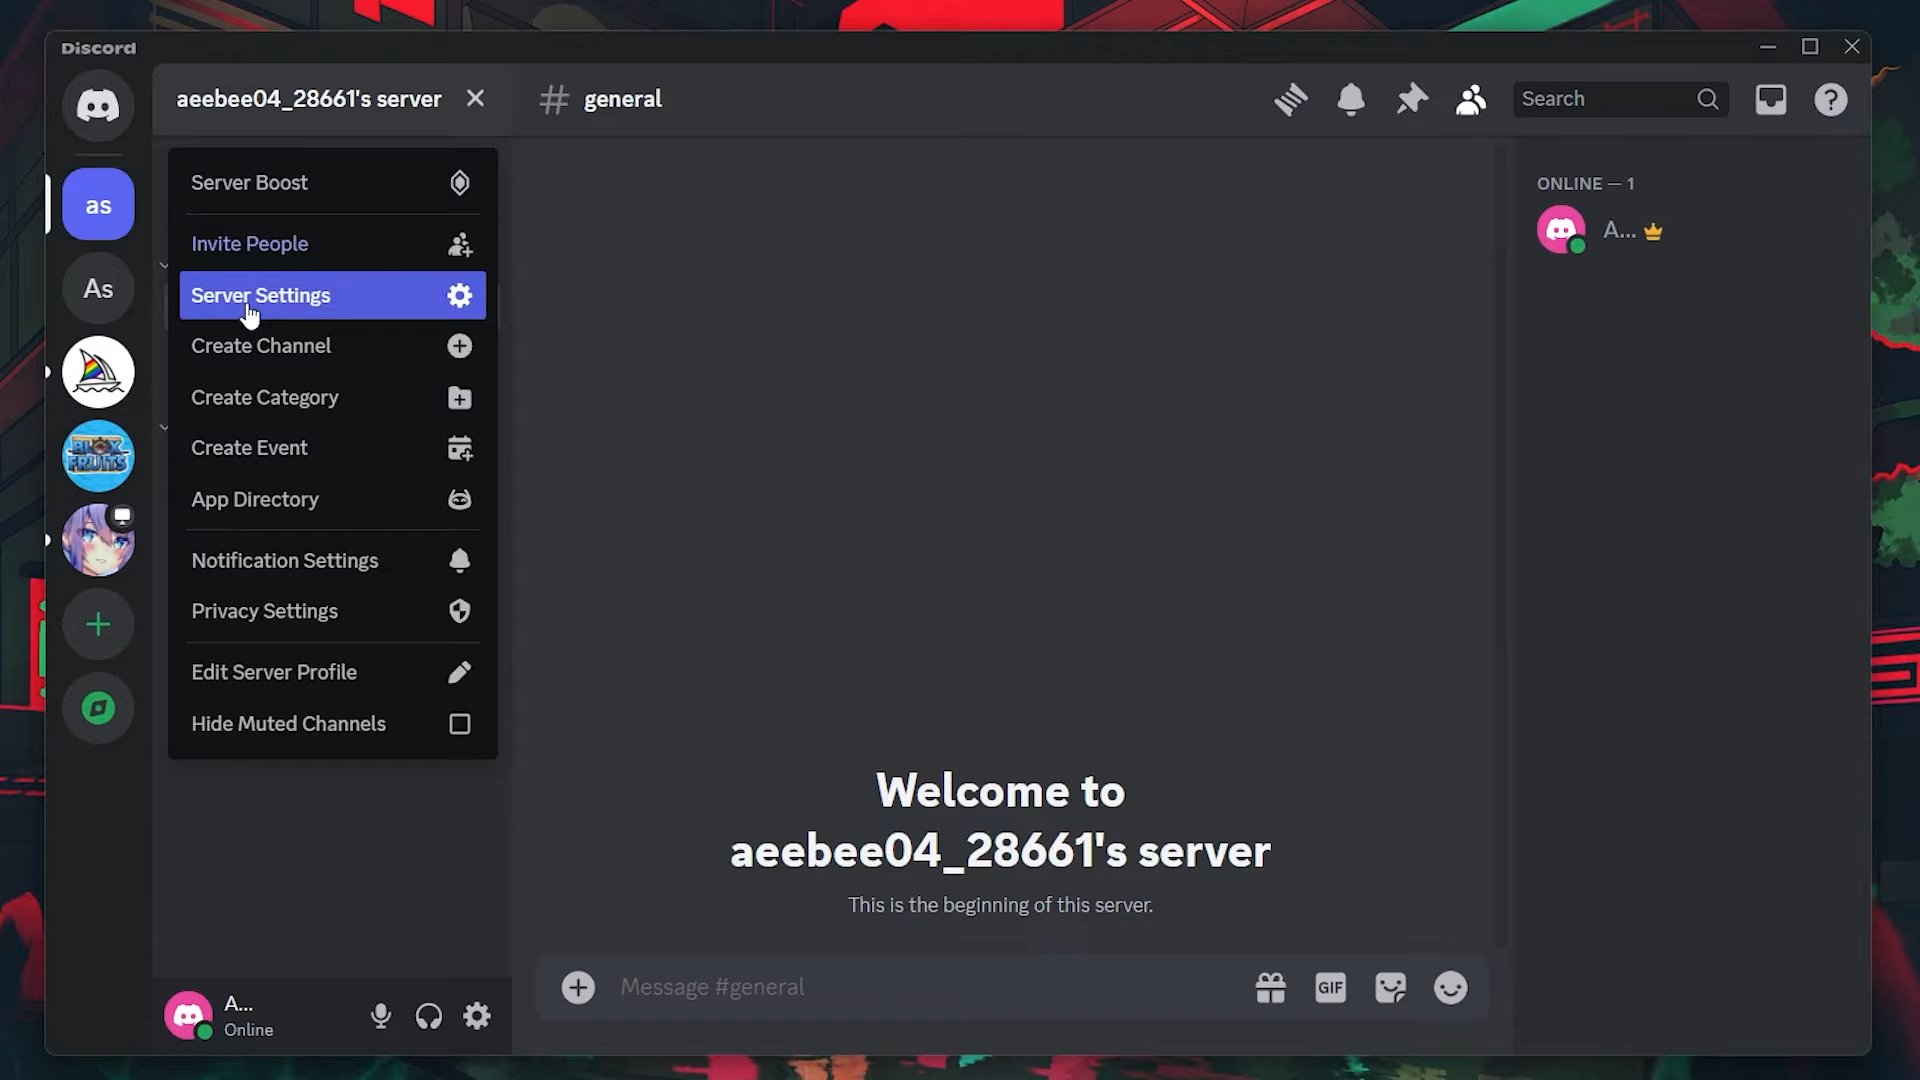 Discord
aeebee04_28661's server
general
Search
as
As
BLOX
FRUITS
Server Boost
Invite People
Server Settings
Create Channel
Create Category
Create Event
App Directory
Notification Settings
Privacy Settings
Edit Server Profile
Hide Muted Channels
Welcome to
aeebee04_28661's server
This is the beginning of this server.
Message #general
GIF
A...
Online
ONLINE — 1
A...